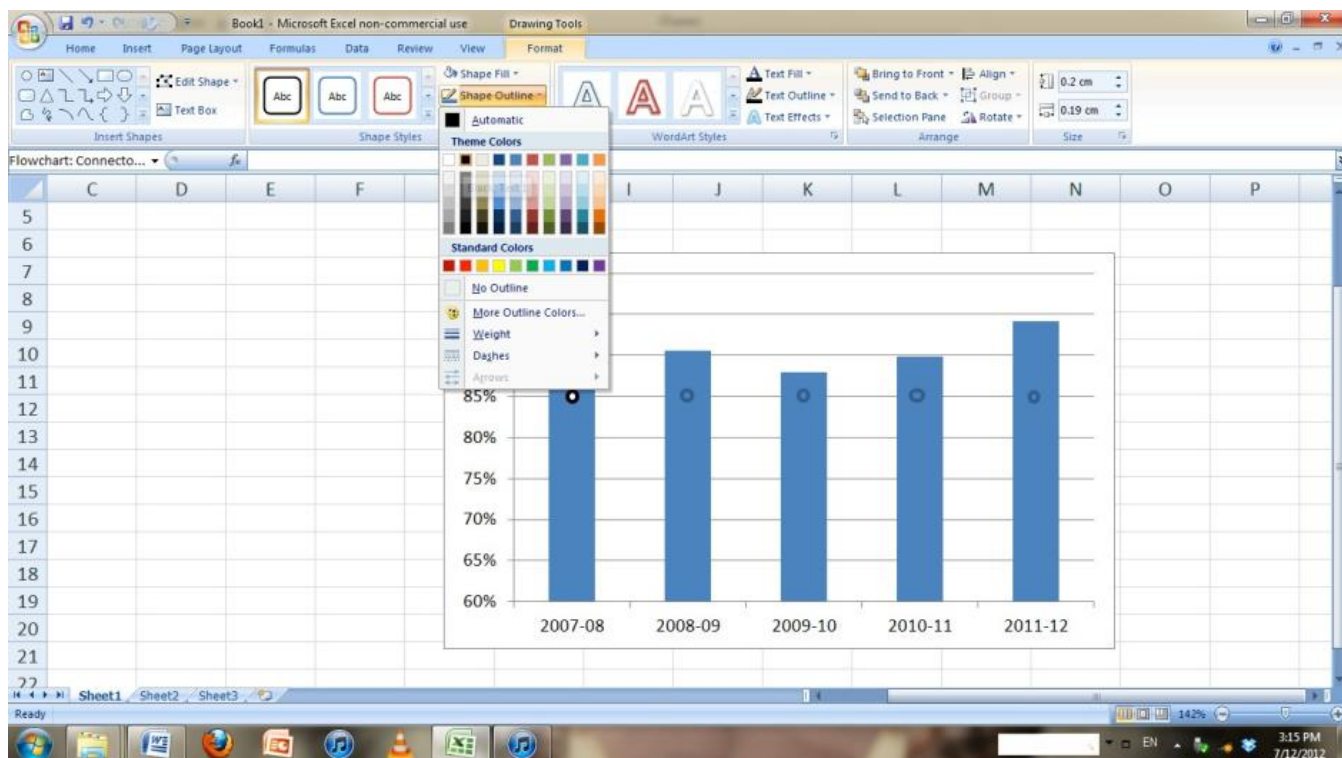 Book1 - Microsoft Excel non-commercial use
Drawing Tools
Home Insert Page Layout Formulas Data Review View Format
Edit Shape
Text Box
Insert Shapes
Abc Abc Abc
Shape Styles
Shape Fill
Shape Outline
A A A
WordArt Styles
Text Fill
Text Outline
Text Effects
Bring to Front
Send to Back
Selection Pane
Align
Group
Rotate
Arrange
0.2 cm
0.19 cm
Size
Automatic
Theme Colors
Standard Colors
No Outline
More Outline Colors...
Weight
Dashes
Arrows
Flowchart: Connecto...
fx
C D E F I J K L M N O P
5
6
7
8
9
10
11
12
13
14
15
16
17
18
19
20
21
22
85%
80%
75%
70%
65%
60%
2007-08 2008-09 2009-10 2010-11 2011-12
Sheet1 Sheet2 Sheet3
Ready
142%
EN
3:15 PM
7/12/2012